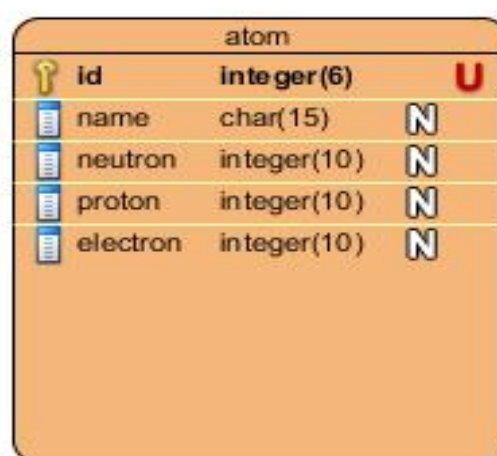 atom
id integer(6) U
name char(15) N
neutron integer(10) N
proton integer(10) N
electron integer(10) N